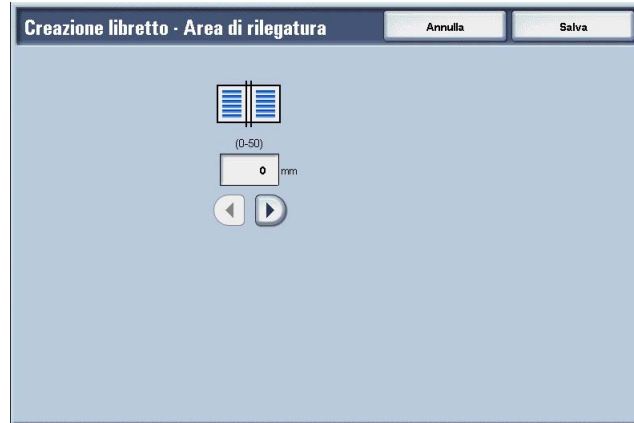 Creazione libretto - Area di rilegatura
Annulla
Salva
(0-50)
0 mm